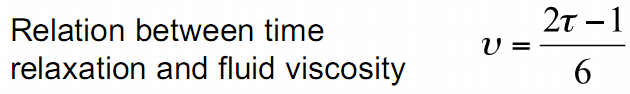 Relation between time
relaxation and fluid viscosity
υ = (2τ − 1) / 6